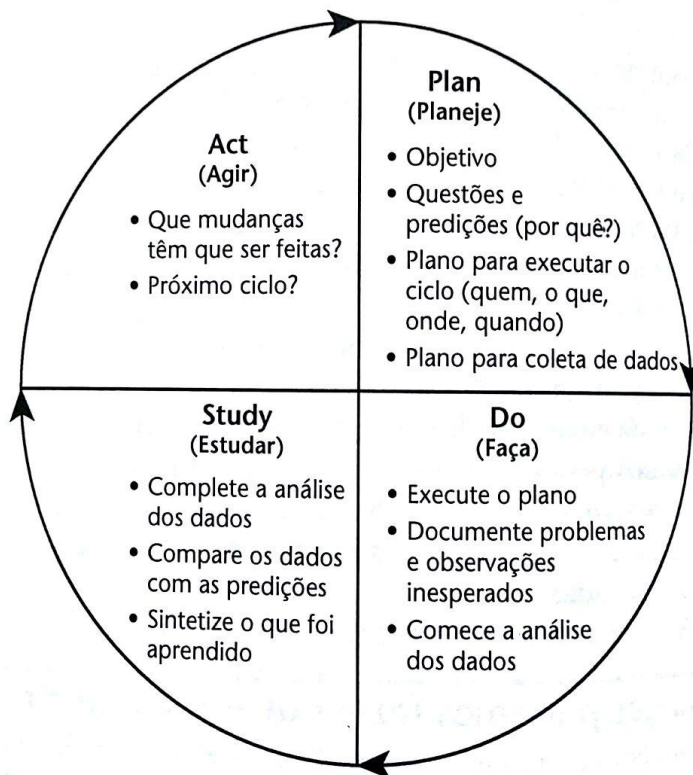 Plan
(Planeje)
• Objetivo
• Questões e
predições (por quê?)
• Plano para executar o
ciclo (quem, o que,
onde, quando)
• Plano para coleta de dados
Do
(Faça)
• Execute o plano
• Documente problemas
e observações
inesperados
• Comece a análise
dos dados
Study
(Estudar)
• Complete a análise
dos dados
• Compare os dados
com as predições
• Sintetize o que foi
aprendido
Act
(Agir)
• Que mudanças
têm que ser feitas?
• Próximo ciclo?